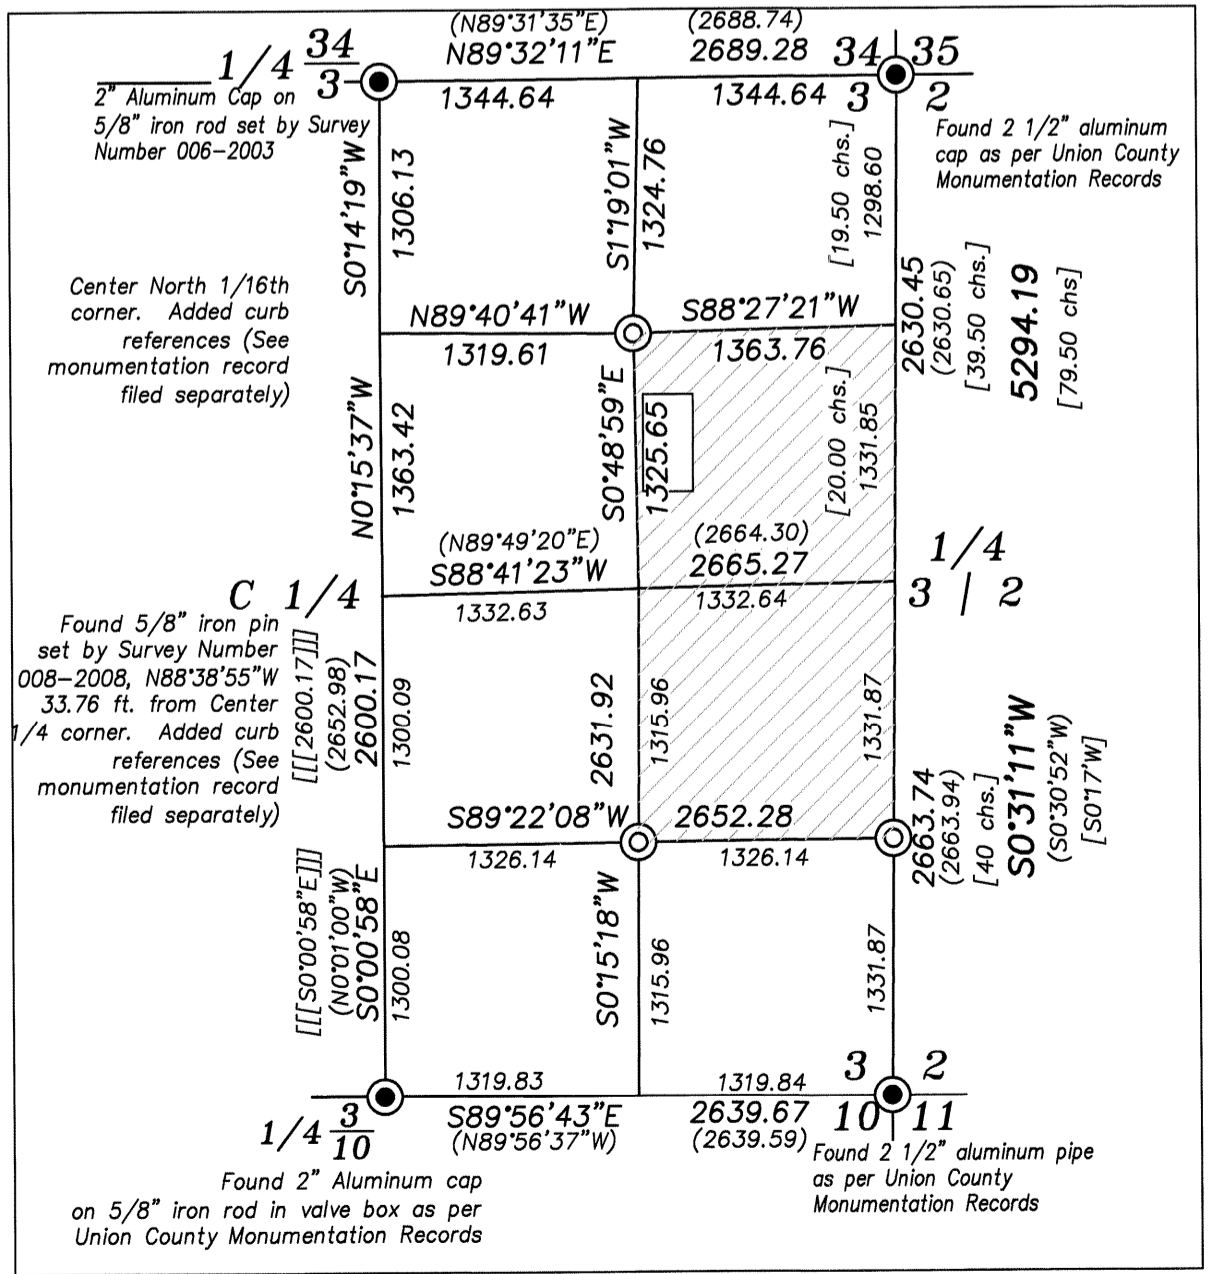 (N89°31'35"E) (2688.74)
N89°32'11"E 2689.28
1/4 34
3
34 35
3 2
1344.64 1344.64
2" Aluminum Cap on
5/8" iron rod set by Survey
Number 006-2003
Found 2 1/2" aluminum
cap as per Union County
Monumentation Records
S0°14'19"W
1306.13
S1°19'01"W
1324.76
[19.50 chs.]
1298.60
Center North 1/16th
corner. Added curb
references (See
monumentation record
filed separately)
N89°40'41"W
1319.61
S88°27'21"W
1363.76
2630.45
(2630.65)
[39.50 chs.]
5294.19
[79.50 chs]
N0°15'37"W
1363.42
S0°48'59"E
1325.65
[20.00 chs.]
1331.85
(N89°49'20"E) (2664.30)
S88°41'23"W 2665.27
1332.63 1332.64
C 1/4
1/4
3 | 2
Found 5/8" iron pin
set by Survey Number
008-2008, N88°38'55"W
33.76 ft. from Center
1/4 corner. Added curb
references (See
monumentation record
filed separately)
[[[2600.17]]]
(2652.98)
2600.17
1300.09
2631.92
1315.96
1331.87
S89°22'08"W 2652.28
1326.14 1326.14
2663.74
(2663.94)
[40 chs.]
S0°31'11"W
(S0°30'52"W)
[S0°17'W]
[[[S0°00'58"E]]]
(N0°01'00"W)
S0°00'58"E
1300.08
S0°15'18"W
1315.96
1331.87
1319.83 1319.84
S89°56'43"E 2639.67
(N89°56'37"W) (2639.59)
1/4 3
10
3 2
10 11
Found 2" Aluminum cap
on 5/8" iron rod in valve box as per
Union County Monumentation Records
Found 2 1/2" aluminum pipe
as per Union County
Monumentation Records